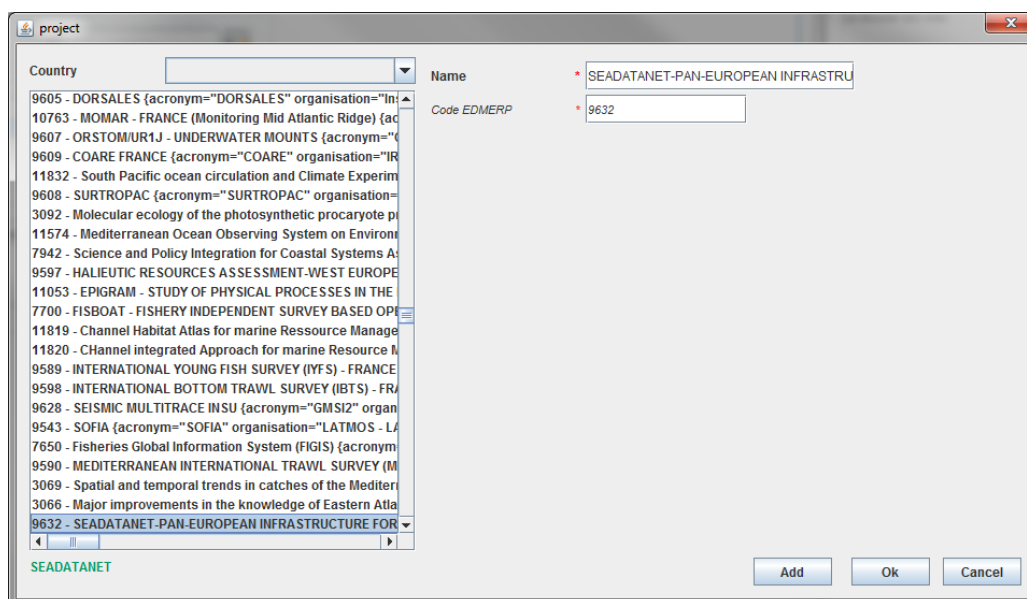 project
Country
Name
* SEADATANET-PAN-EUROPEAN INFRASTRU
Code EDMERP
* 9632
9605 - DORSALES {acronym="DORSALES" organisation="In
10763 - MOMAR - FRANCE (Monitoring Mid Atlantic Ridge) {ac
9607 - ORSTOM/UR1J - UNDERWATER MOUNTS {acronym="
9609 - COARE FRANCE {acronym="COARE" organisation="IR
11832 - South Pacific ocean circulation and Climate Experim
9608 - SURTROPAC {acronym="SURTROPAC" organisation=
3092 - Molecular ecology of the photosynthetic procaryote p
11574 - Mediterranean Ocean Observing System on Environ
7942 - Science and Policy Integration for Coastal Systems A
9597 - HALIEUTIC RESOURCES ASSESSMENT-WEST EUROPE
11053 - EPIGRAM - STUDY OF PHYSICAL PROCESSES IN THE
7700 - FISBOAT - FISHERY INDEPENDENT SURVEY BASED OPE
11819 - Channel Habitat Atlas for marine Ressource Manage
11820 - CHannel integrated Approach for marine Resource M
9589 - INTERNATIONAL YOUNG FISH SURVEY (IYFS) - FRANCE
9598 - INTERNATIONAL BOTTOM TRAWL SURVEY (IBTS) - FRA
9628 - SEISMIC MULTITRACE INSU {acronym="GMSI2" organ
9543 - SOFIA {acronym="SOFIA" organisation="LATMOS - LA
7650 - Fisheries Global Information System (FIGIS) {acronym
9590 - MEDITERRANEAN INTERNATIONAL TRAWL SURVEY (M
3069 - Spatial and temporal trends in catches of the Mediterr
3066 - Major improvements in the knowledge of Eastern Atla
9632 - SEADATANET-PAN-EUROPEAN INFRASTRUCTURE FOR
SEADATANET
Add
Ok
Cancel